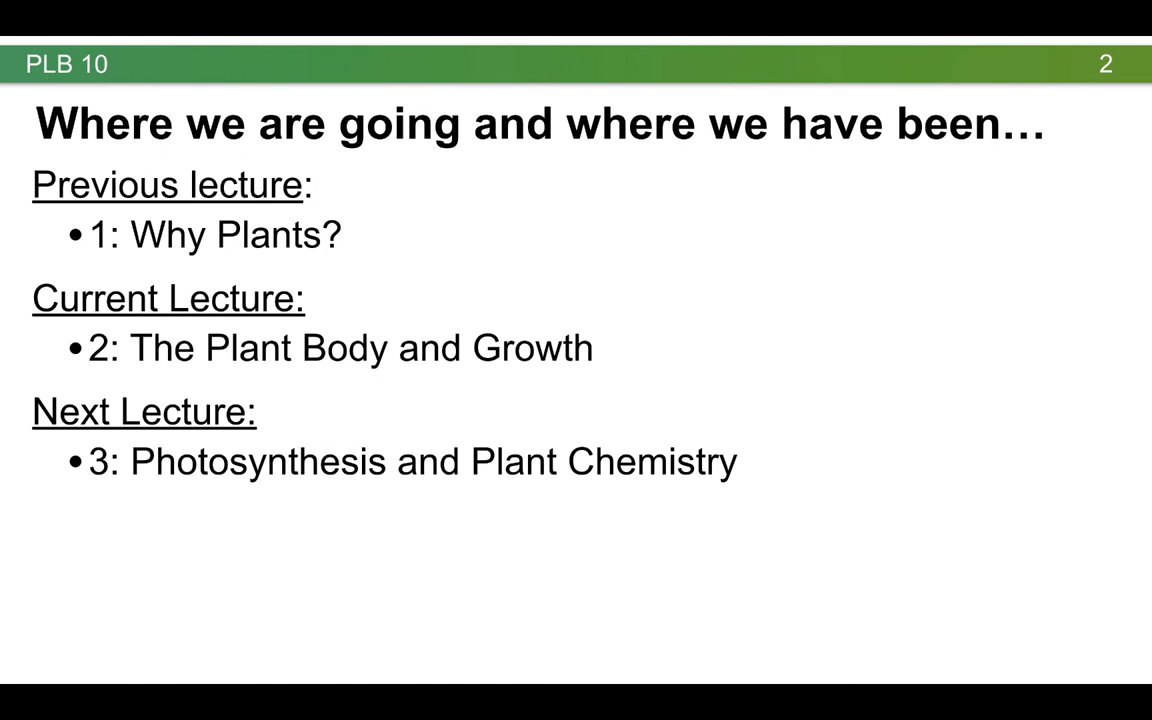 PLB 10
2
Where we are going and where we have been…
Previous lecture:
•1: Why Plants?
Current Lecture:
•2: The Plant Body and Growth
Next Lecture:
•3: Photosynthesis and Plant Chemistry